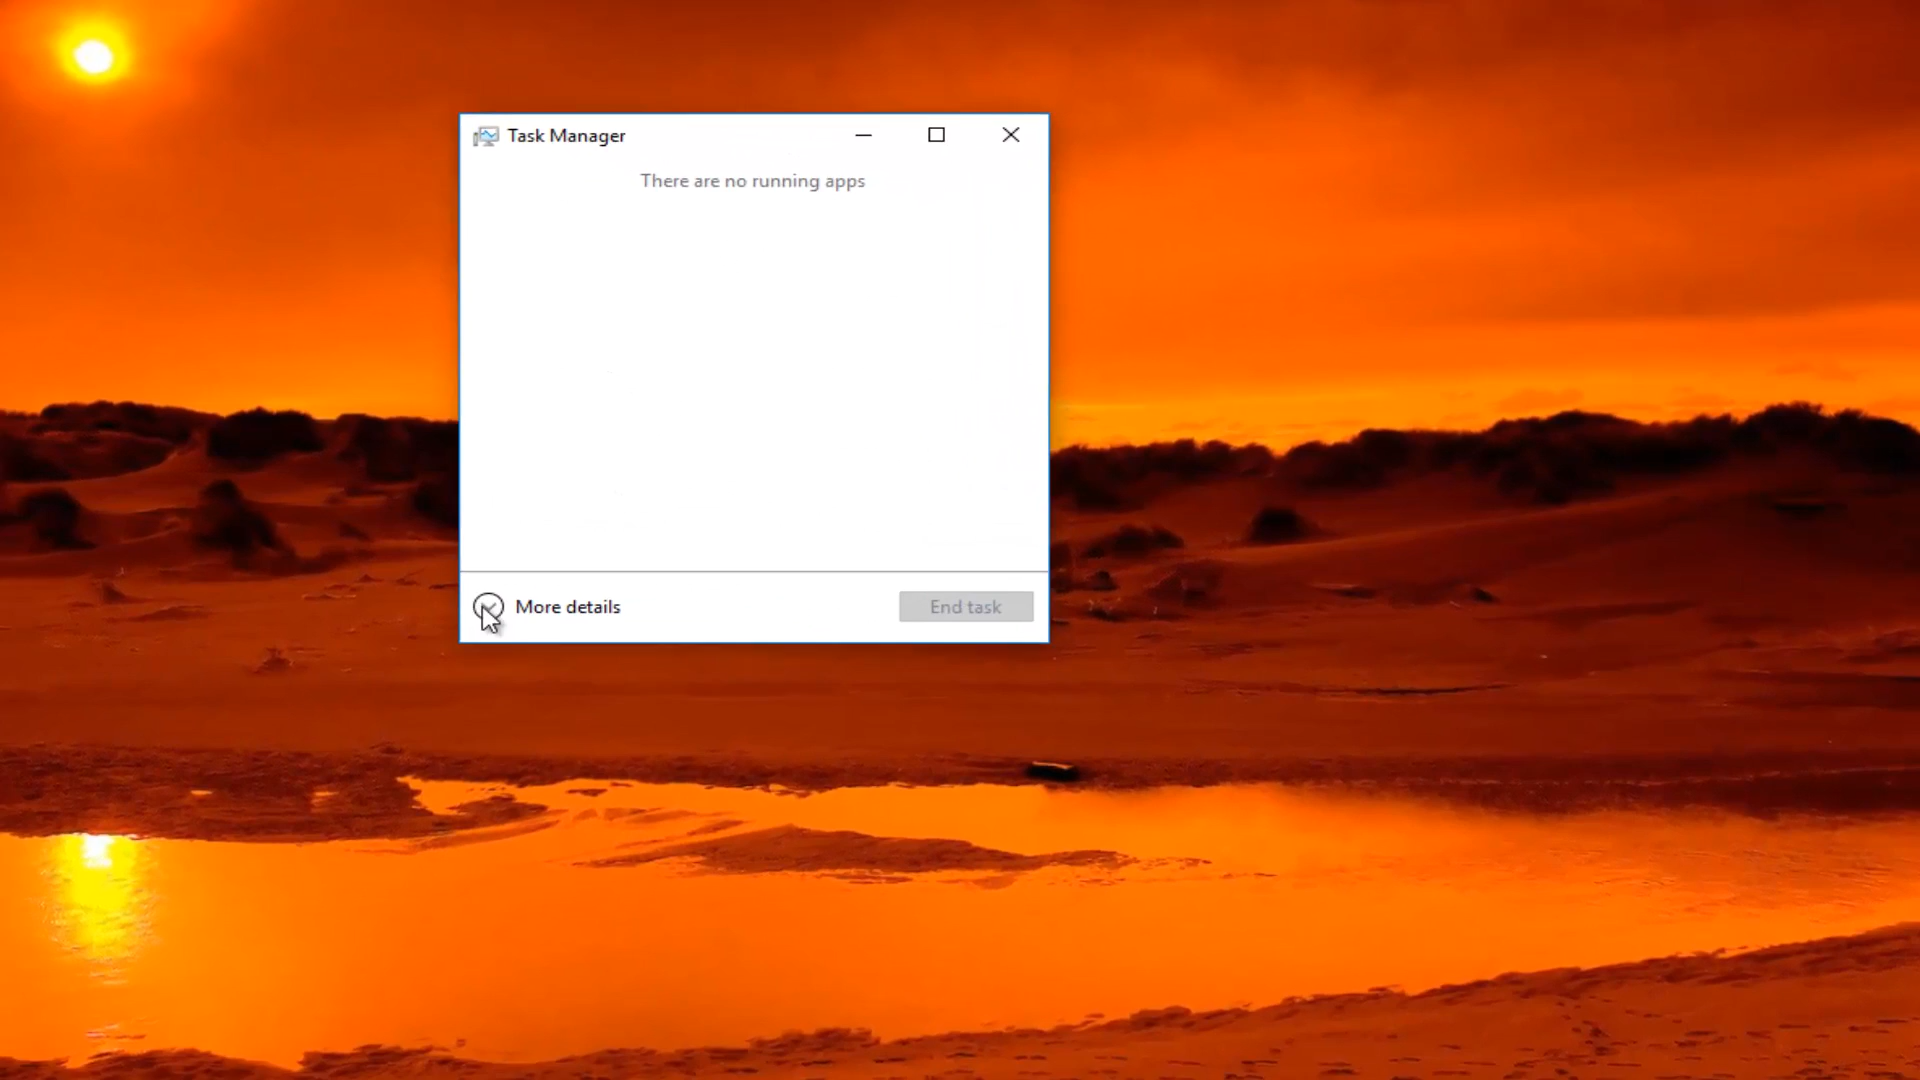 Task Manager
There are no running apps
More details
End task